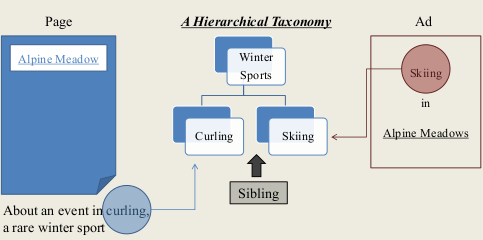 Page
A Hierarchical Taxonomy
Ad
Alpine Meadow
Winter
Sports
Skiing
in
Alpine Meadows
Curling
Skiing
Sibling
About an event in curling,
a rare winter sport